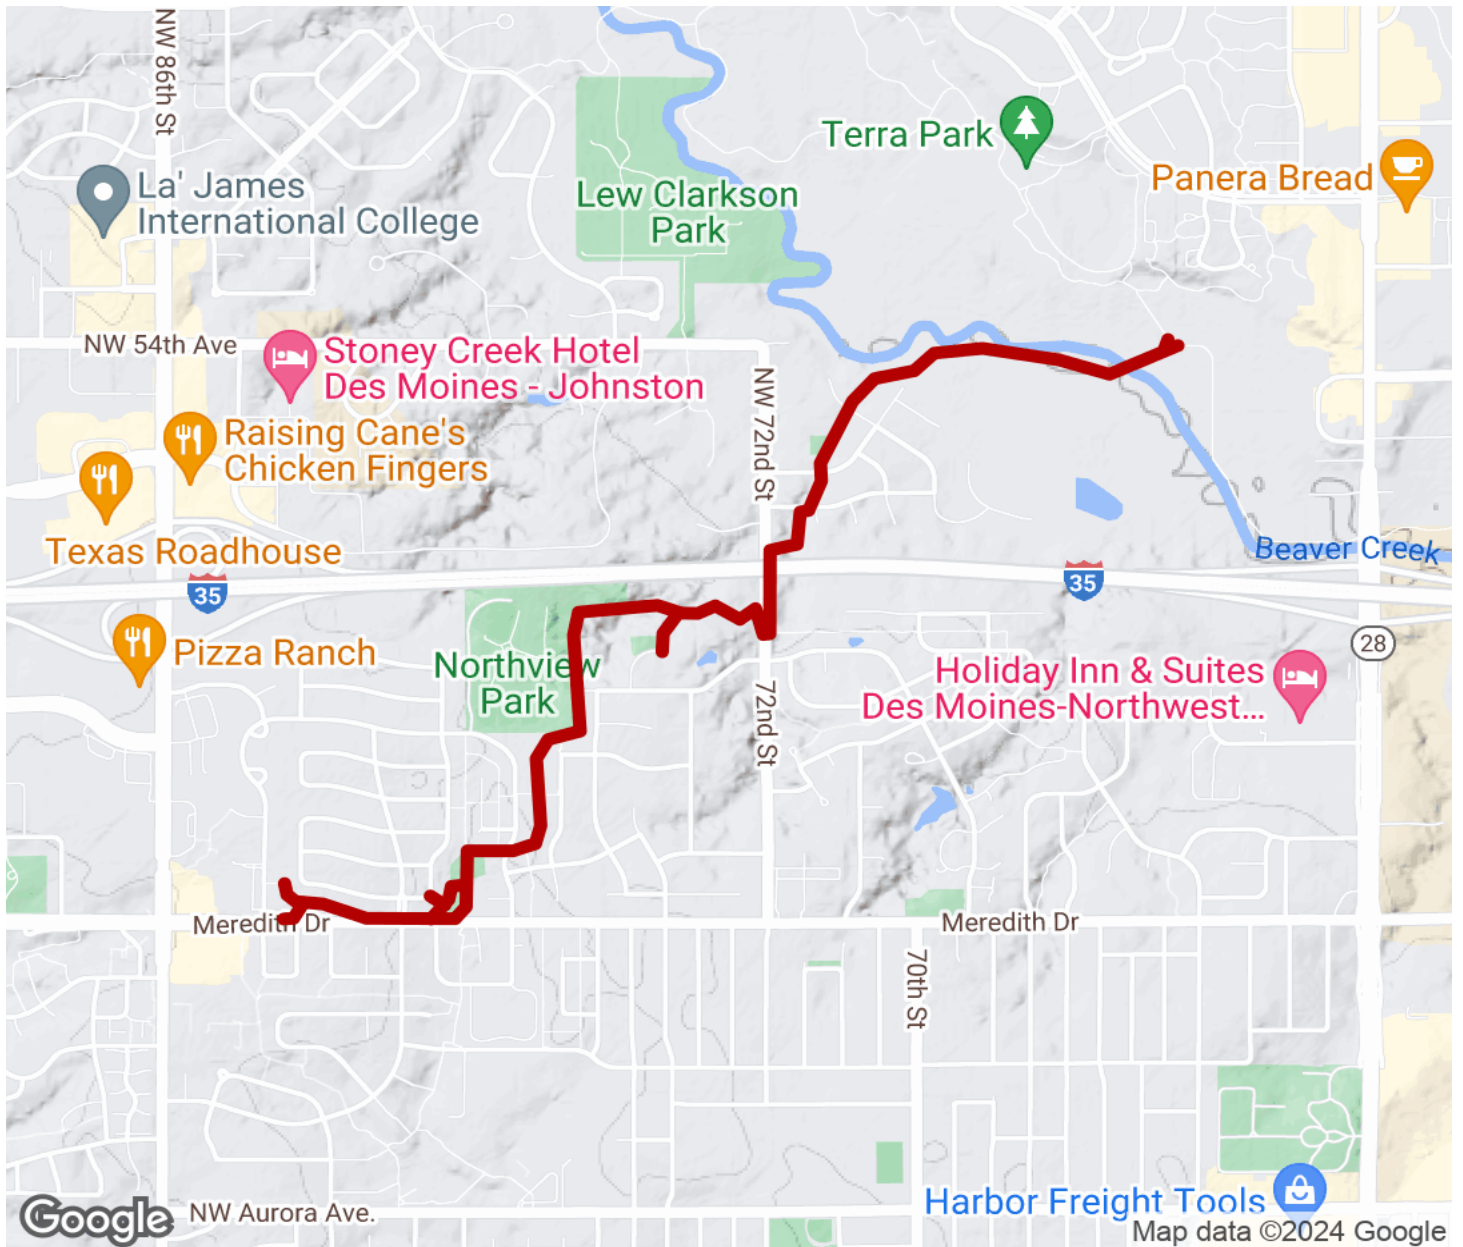 NW 86th St
Terra Park
Panera Bread
La' James
International College
Lew Clarkson
Park
NW 54th Ave
Stoney Creek Hotel
Des Moines - Johnston
NW 72nd St
Raising Cane's
Chicken Fingers
Texas Roadhouse
Beaver Creek
35
35
28
Pizza Ranch
Northview
Park
Holiday Inn & Suites
Des Moines-Northwest...
72nd St
Meredith Dr
Meredith Dr
70th St
Harbor Freight Tools
Google
NW Aurora Ave.
Map data ©2024 Google